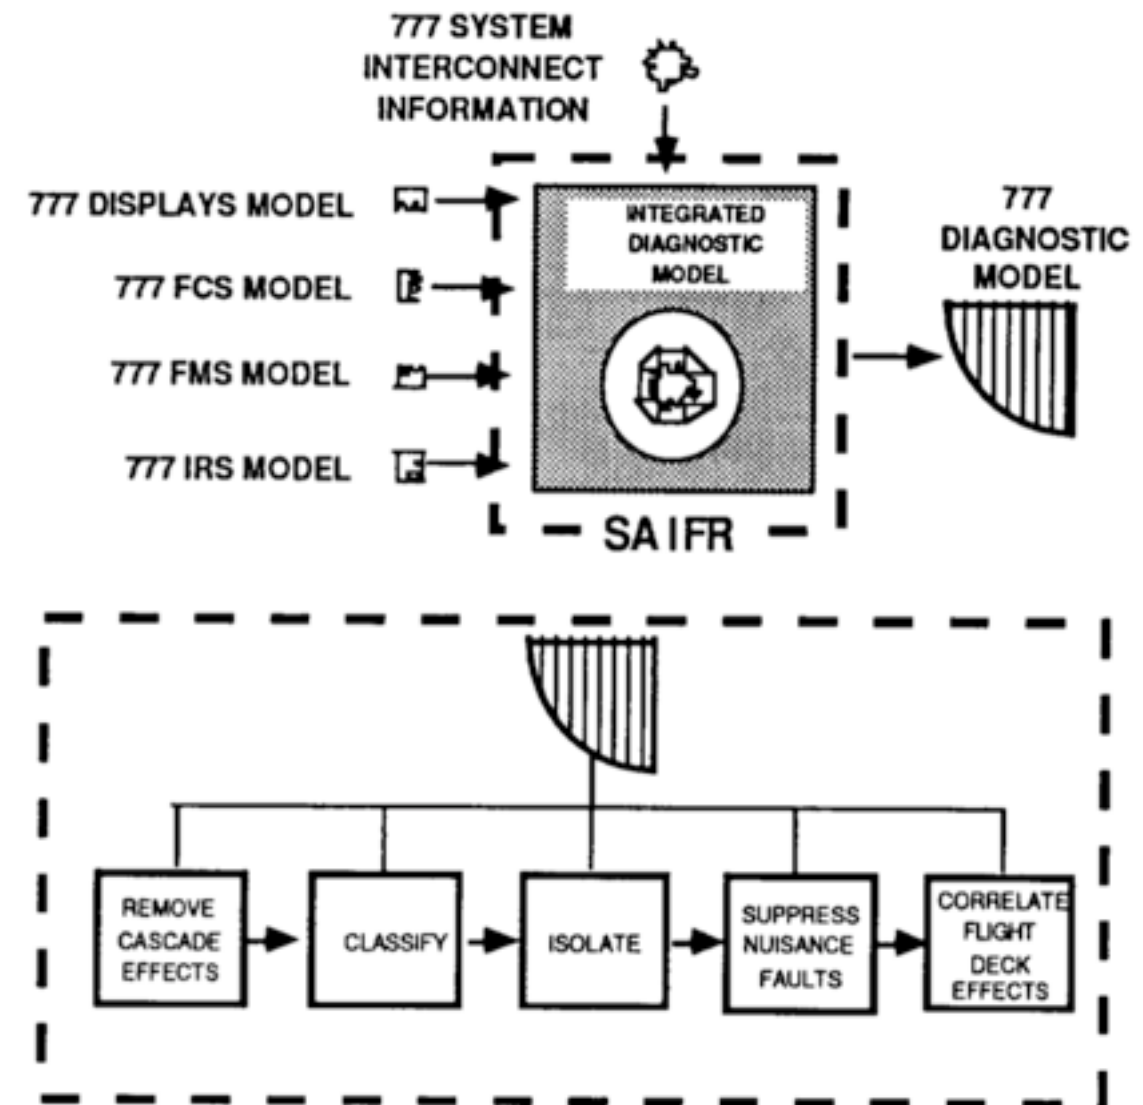 777 SYSTEM
INTERCONNECT
INFORMATION
777 DISPLAYS MODEL
777 FCS MODEL
777 FMS MODEL
777 IRS MODEL
INTEGRATED
DIAGNOSTIC
MODEL
SAIFR
777
DIAGNOSTIC
MODEL
REMOVE
CASCADE
EFFECTS
CLASSIFY
ISOLATE
SUPPRESS
NUISANCE
FAULTS
CORRELATE
FLIGHT
DECK
EFFECTS